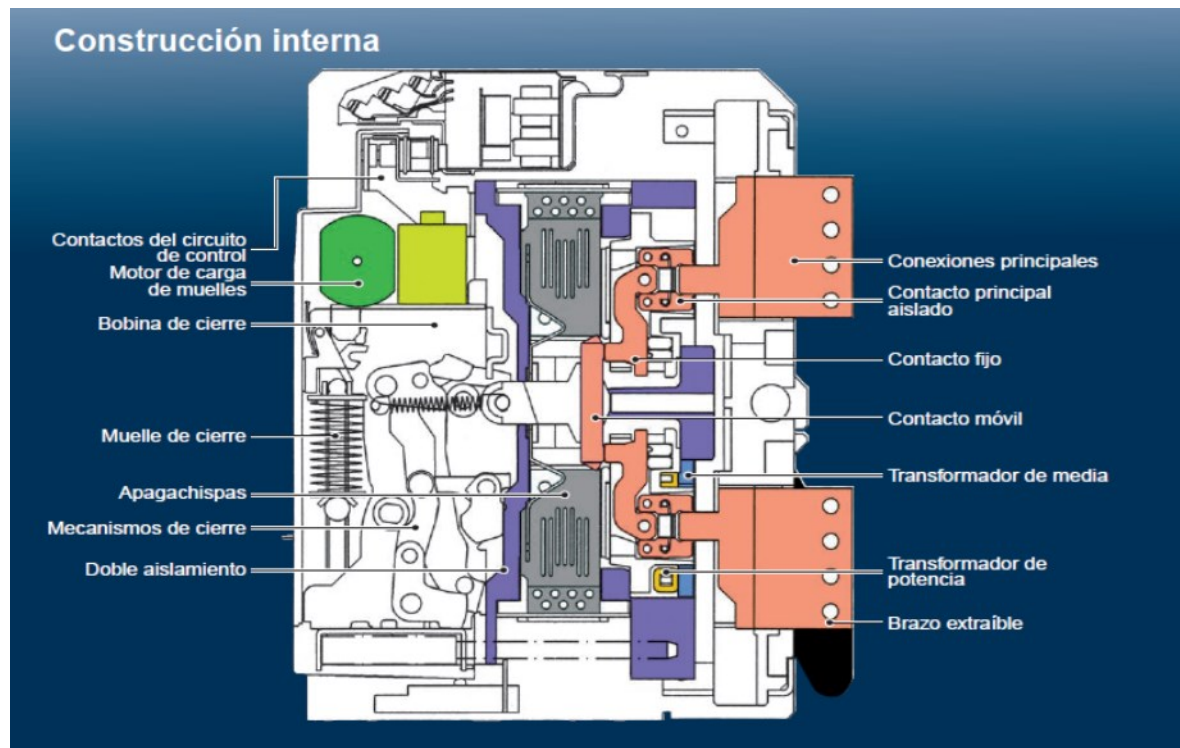 Construcción interna
Contactos del circuito
de control
Motor de carga
de muelles
Bobina de cierre
Muelle de cierre
Apagachispas
Mecanismos de cierre
Doble aislamiento
Conexiones principales
Contacto principal
aislado
Contacto fijo
Contacto móvil
Transformador de media
Transformador de
potencia
Brazo extraíble